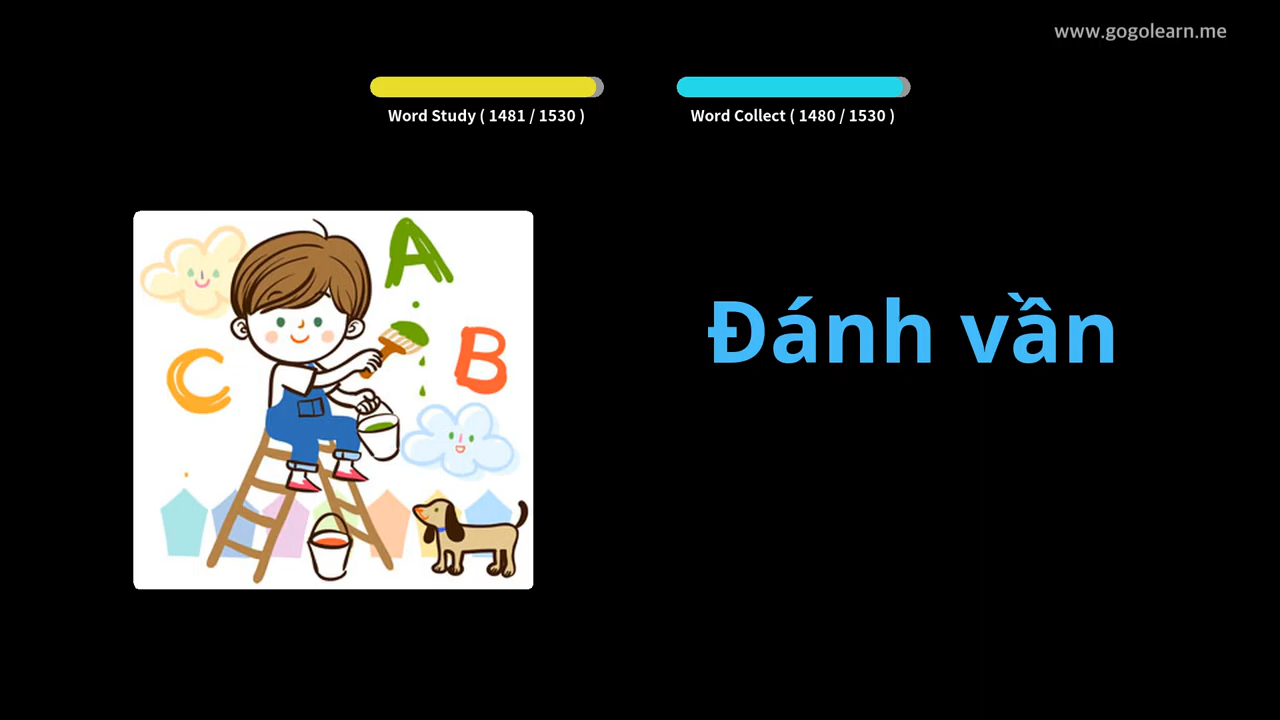 www.gogolearn.me
Word Study ( 1481 / 1530 )
Word Collect ( 1480 / 1530 )
A
B
C
Đánh vần